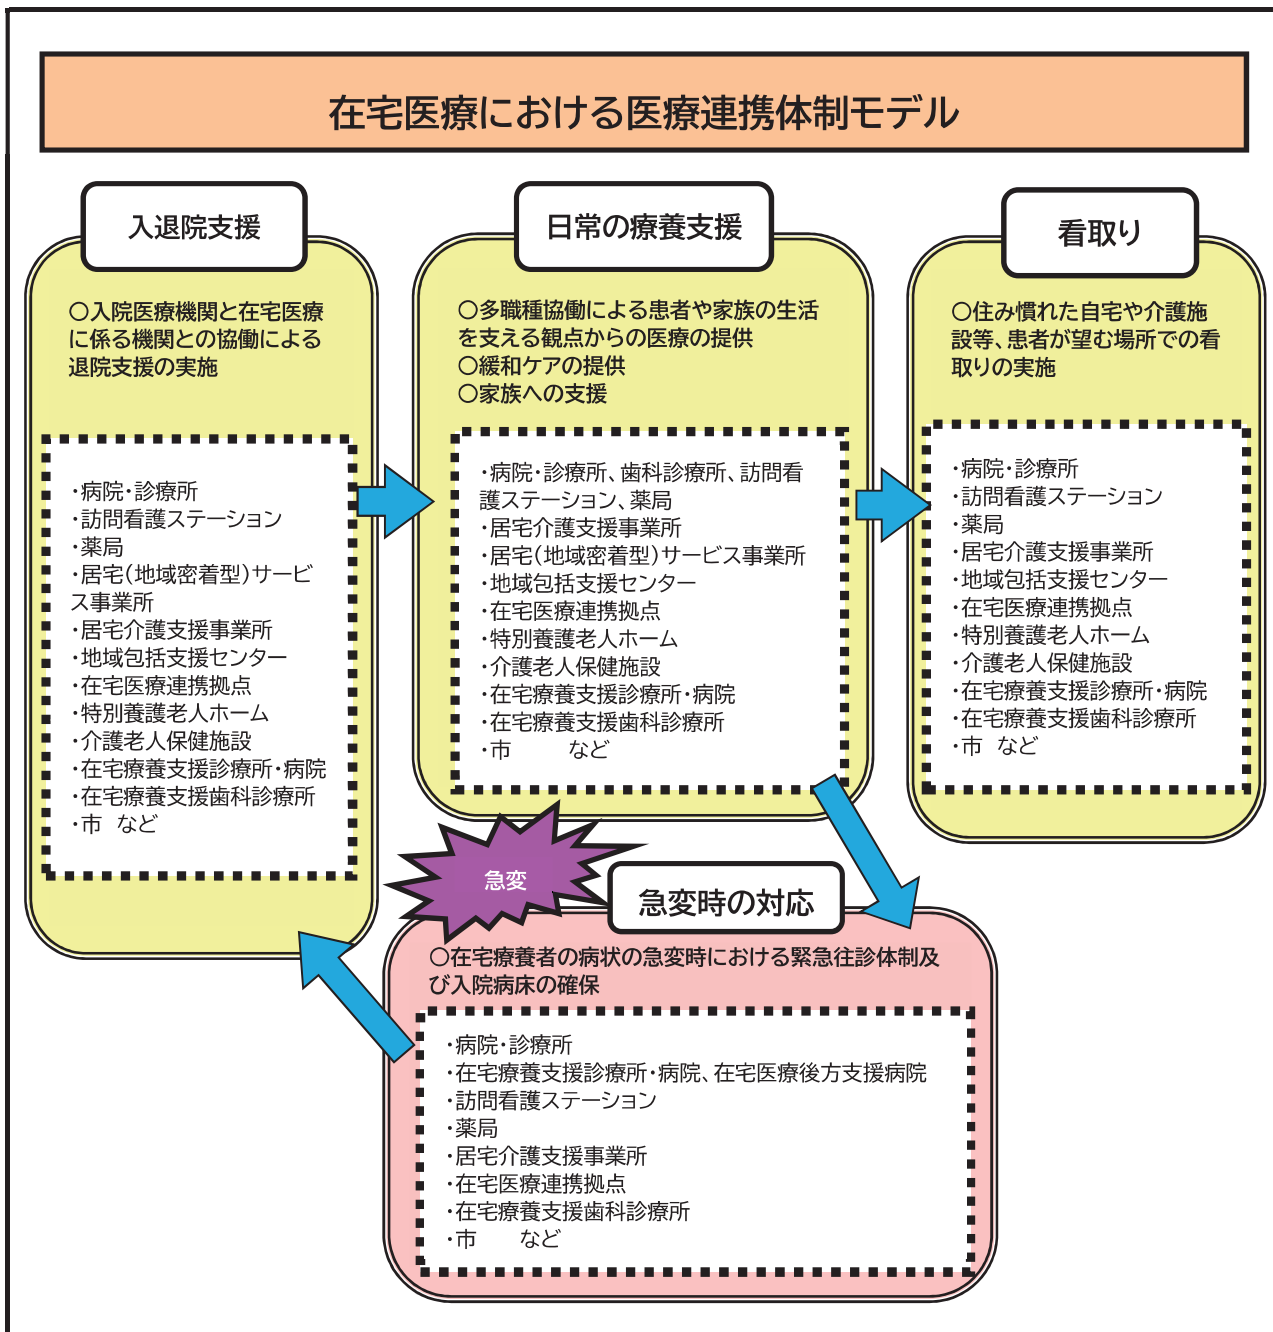 在宅医療における医療連携体制モデル
入退院支援
○入院医療機関と在宅医療
に係る機関との協働による
退院支援の実施
・病院・診療所
・訪問看護ステーション
・薬局
・居宅（地域密着型）サービ
ス事業所
・居宅介護支援事業所
・地域包括支援センター
・在宅医療連携拠点
・特別養護老人ホーム
・介護老人保健施設
・在宅療養支援診療所・病院
・在宅療養支援歯科診療所
・市　など
日常の療養支援
○多職種協働による患者や家族の生活
を支える観点からの医療の提供
○緩和ケアの提供
○家族への支援
・病院・診療所、歯科診療所、訪問看
護ステーション、薬局
・居宅介護支援事業所
・居宅（地域密着型）サービス事業所
・地域包括支援センター
・在宅医療連携拠点
・特別養護老人ホーム
・介護老人保健施設
・在宅療養支援診療所・病院
・在宅療養支援歯科診療所
・市　　　など
看取り
○住み慣れた自宅や介護施
設等、患者が望む場所での看
取りの実施
・病院・診療所
・訪問看護ステーション
・薬局
・居宅介護支援事業所
・地域包括支援センター
・在宅医療連携拠点
・特別養護老人ホーム
・介護老人保健施設
・在宅療養支援診療所・病院
・在宅療養支援歯科診療所
・市　など
急変
急変時の対応
○在宅療養者の病状の急変時における緊急往診体制及
び入院病床の確保
・病院・診療所
・在宅療養支援診療所・病院、在宅医療後方支援病院
・訪問看護ステーション
・薬局
・居宅介護支援事業所
・在宅医療連携拠点
・在宅療養支援歯科診療所
・市　　など